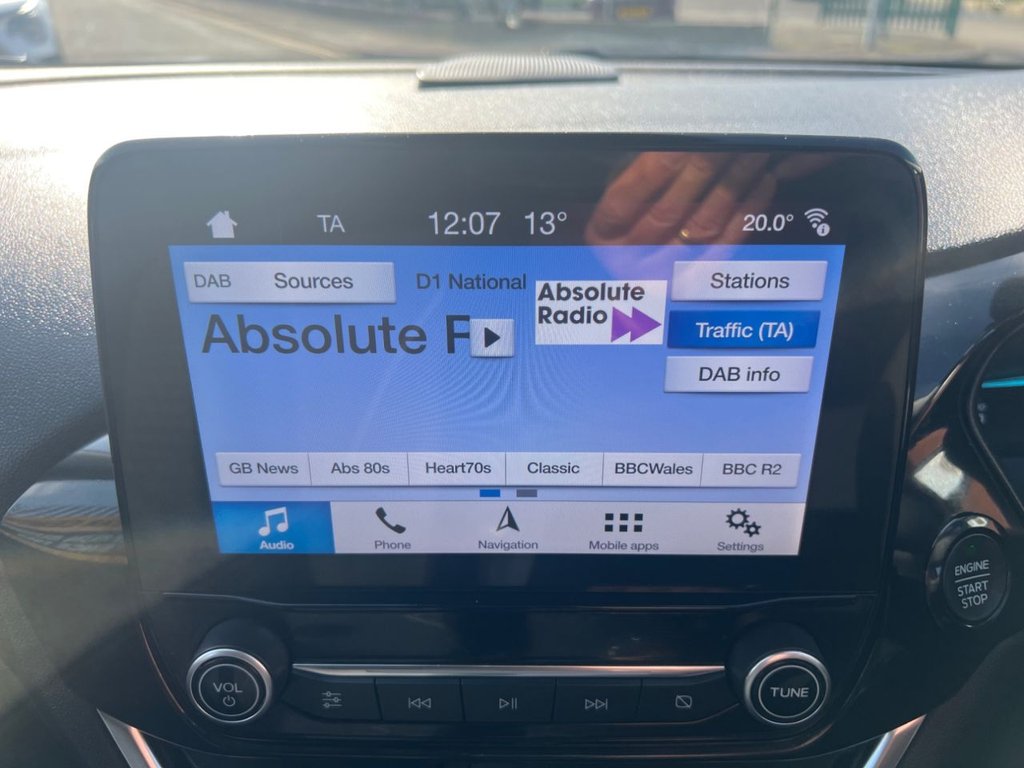 TA 12:07 13° 20.0°
DAB Sources D1 National Stations
Absolute
Radio
Absolute F
Traffic (TA)
DAB info
GB News Abs 80s Heart70s Classic BBCWales BBC R2
Audio Phone Navigation Mobile apps Settings
ENGINE
START
STOP
VOL
TUNE